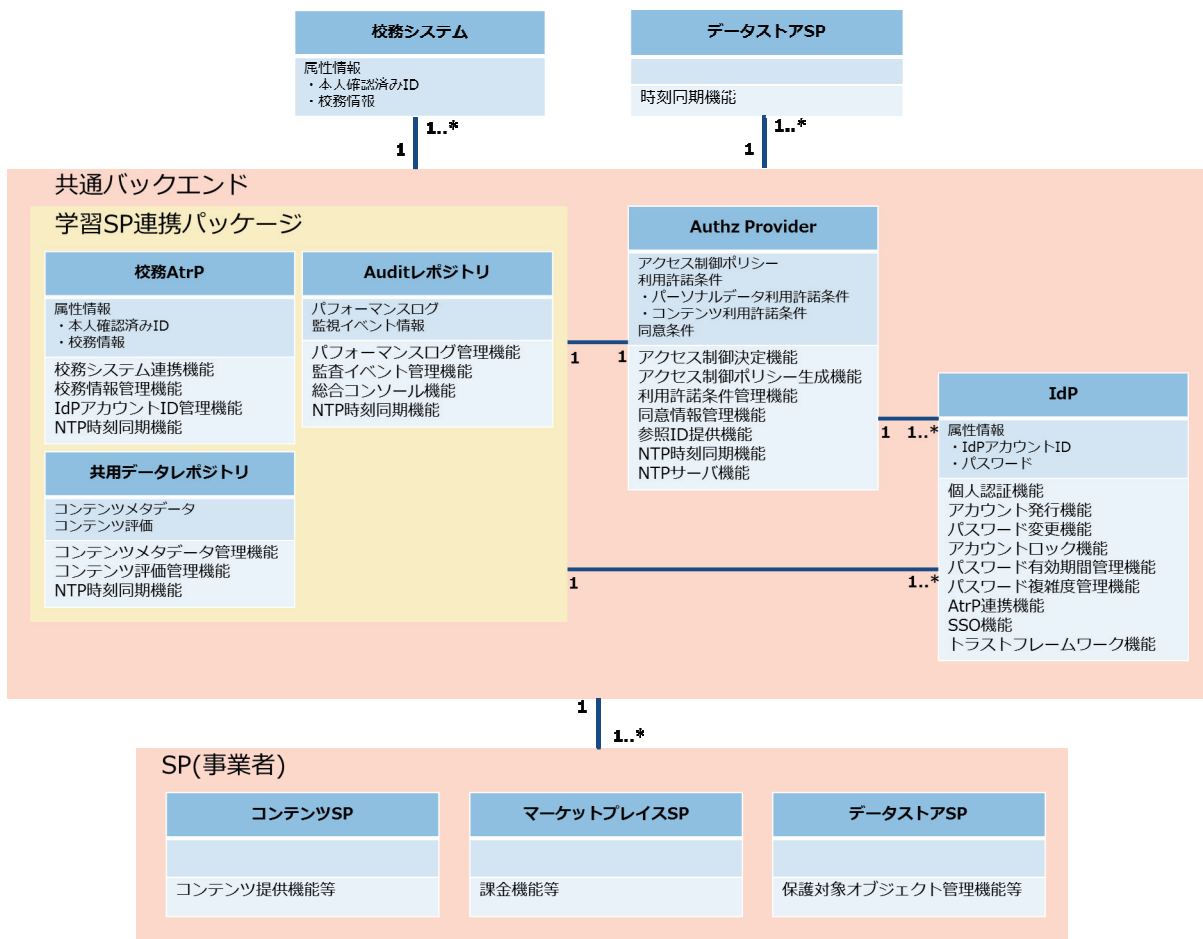 校務システム
属性情報
・本人確認済みID
・校務情報
データストアSP
時刻同期機能
1..*
1
1..*
1
共通バックエンド
学習SP連携パッケージ
校務AtrP
属性情報
・本人確認済みID
・校務情報
校務システム連携機能
校務情報管理機能
IdPアカウントID管理機能
NTP時刻同期機能
Auditレポジトリ
パフォーマンスログ
監視イベント情報
パフォーマンスログ管理機能
監査イベント管理機能
総合コンソール機能
NTP時刻同期機能
共用データレポジトリ
コンテンツメタデータ
コンテンツ評価
コンテンツメタデータ管理機能
コンテンツ評価管理機能
NTP時刻同期機能
1
1
Authz Provider
アクセス制御ポリシー
利用許諾条件
・パーソナルデータ利用許諾条件
・コンテンツ利用許諾条件
同意条件
アクセス制御決定機能
アクセス制御ポリシー生成機能
利用許諾条件管理機能
同意情報管理機能
参照ID提供機能
NTP時刻同期機能
NTPサーバ機能
1
1..*
IdP
属性情報
・IdPアカウントID
・パスワード
個人認証機能
アカウント発行機能
パスワード変更機能
アカウントロック機能
パスワード有効期間管理機能
パスワード複雑度管理機能
AtrP連携機能
SSO機能
トラストフレームワーク機能
1
1..*
1
1..*
SP(事業者)
コンテンツSP
コンテンツ提供機能等
マーケットプレイスSP
課金機能等
データストアSP
保護対象オブジェクト管理機能等